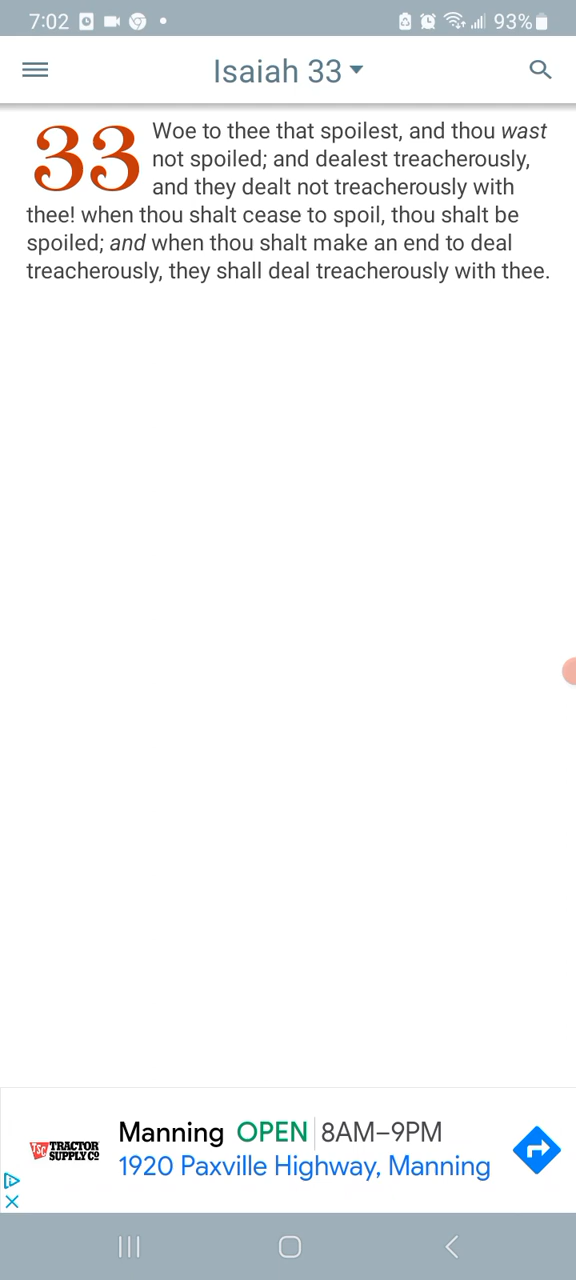 7:02 93%
Isaiah 33
33 Woe to thee that spoilest, and thou wast
not spoiled; and dealest treacherously,
and they dealt not treacherously with
thee! when thou shalt cease to spoil, thou shalt be
spoiled; and when thou shalt make an end to deal
treacherously, they shall deal treacherously with thee.
Manning OPEN 8AM–9PM
TSC TRACTOR
SUPPLY CO
1920 Paxville Highway, Manning